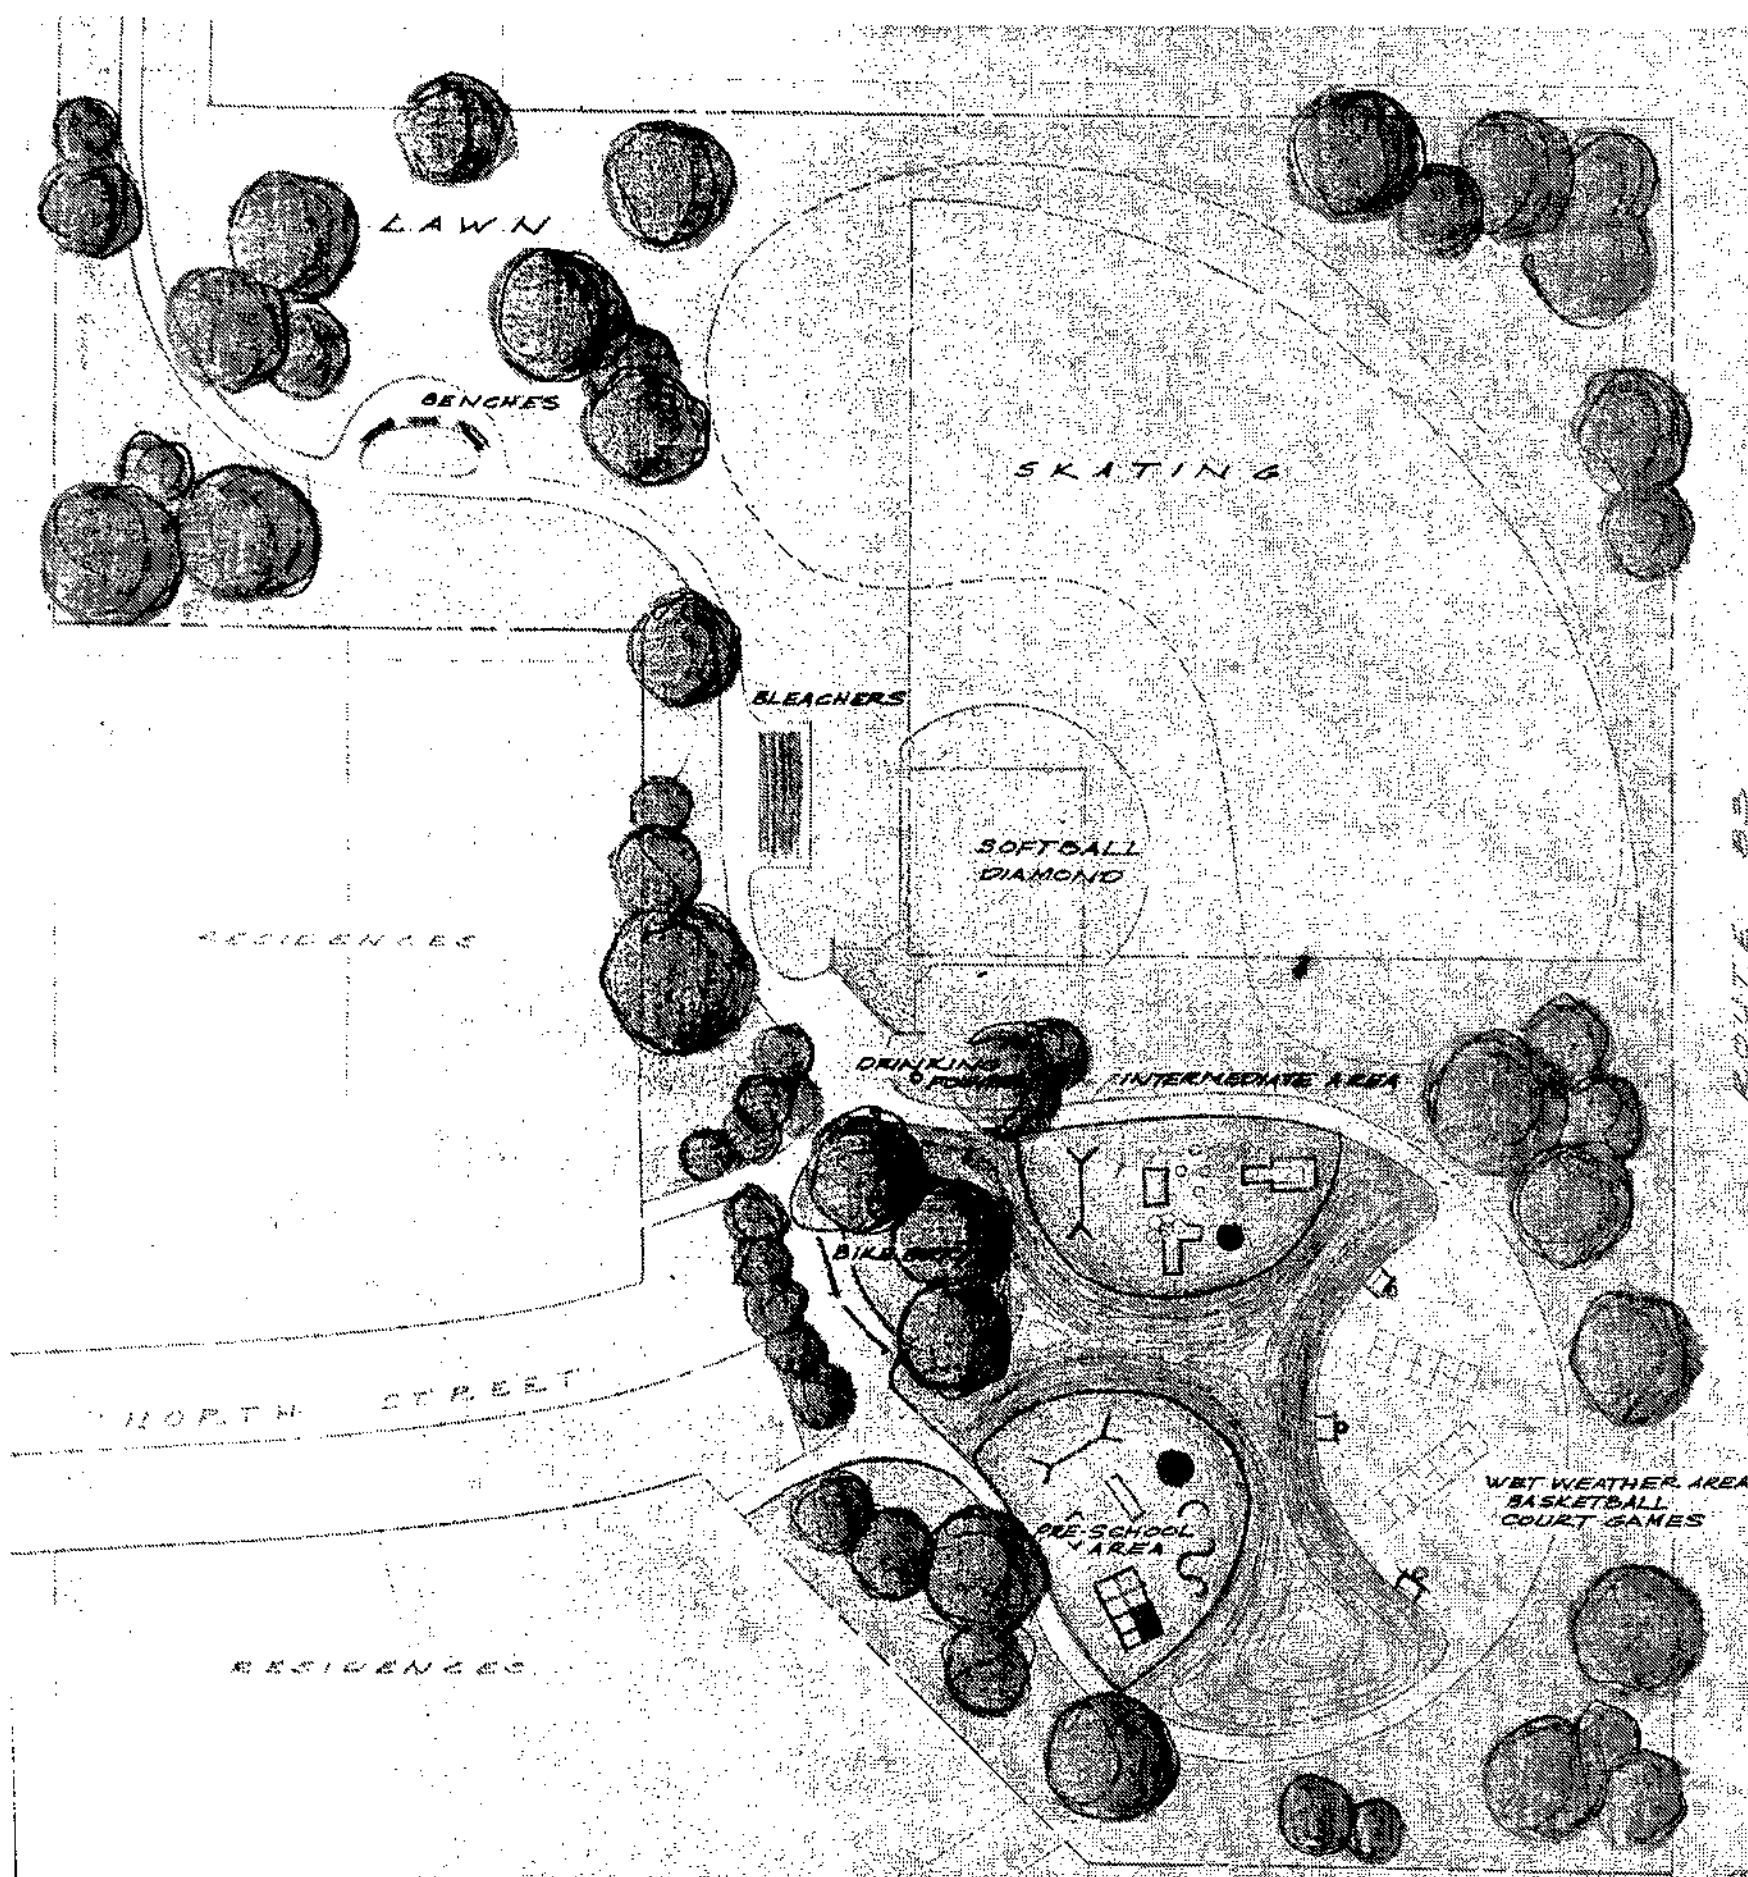 LAWN
BENCHES
SKATING
BLEACHERS
SOFTBALL
DIAMOND
RESIDENCES
ROUTE
DRINKING
INTERMEDIATE AREA
BIKE
NORTH STREET
WET WEATHER AREA
BASKETBALL
COURT GAMES
PRE-SCHOOL
AREA
RESIDENCES